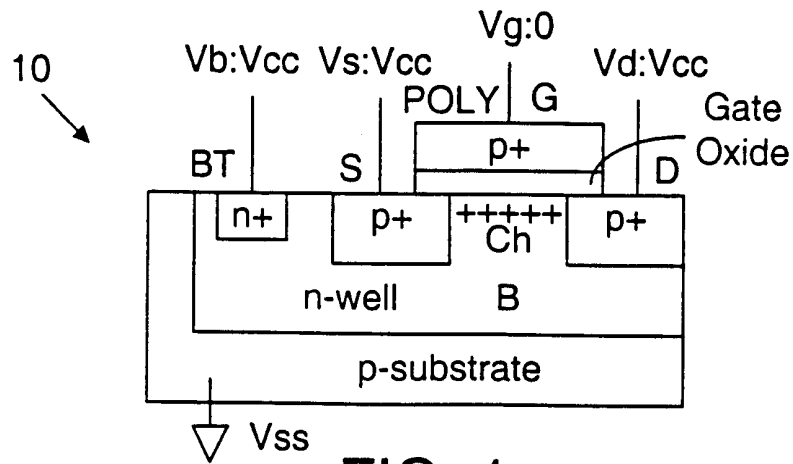 10
Vb:Vcc
Vs:Vcc
Vg:0
Vd:Vcc
POLY
G
Gate
Oxide
p+
BT
S
D
n+
p+
+++++
p+
Ch
n-well
B
p-substrate
Vss